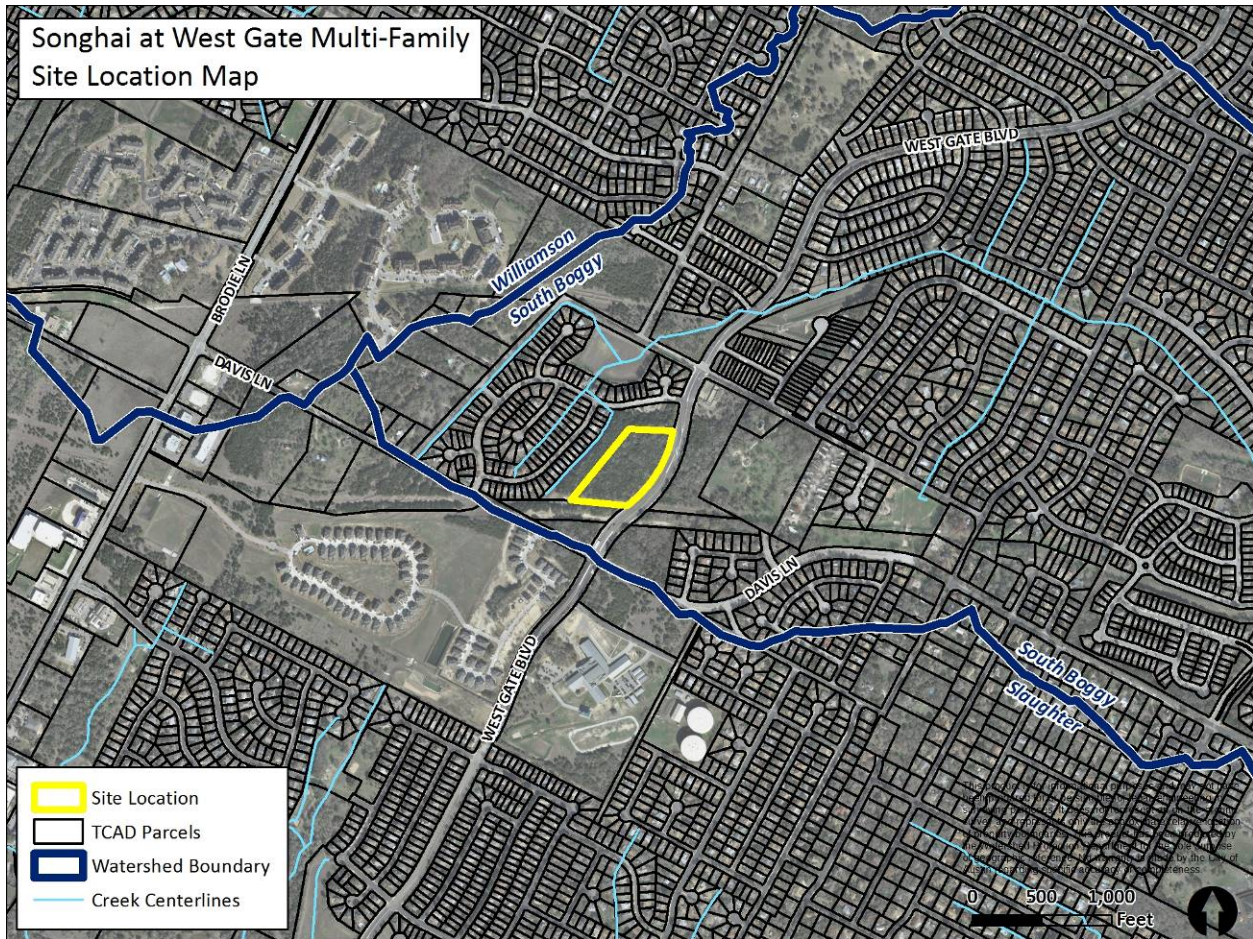 Songhai at West Gate Multi-Family
Site Location Map
WEST GATE BLVD
Williamson
South Boggy
BRODIE LN
DAVIS LN
DAVIS LN
WEST GATE BLVD
South Boggy
Slaughter
Site Location
TCAD Parcels
Watershed Boundary
Creek Centerlines
0 500 1,000
Feet